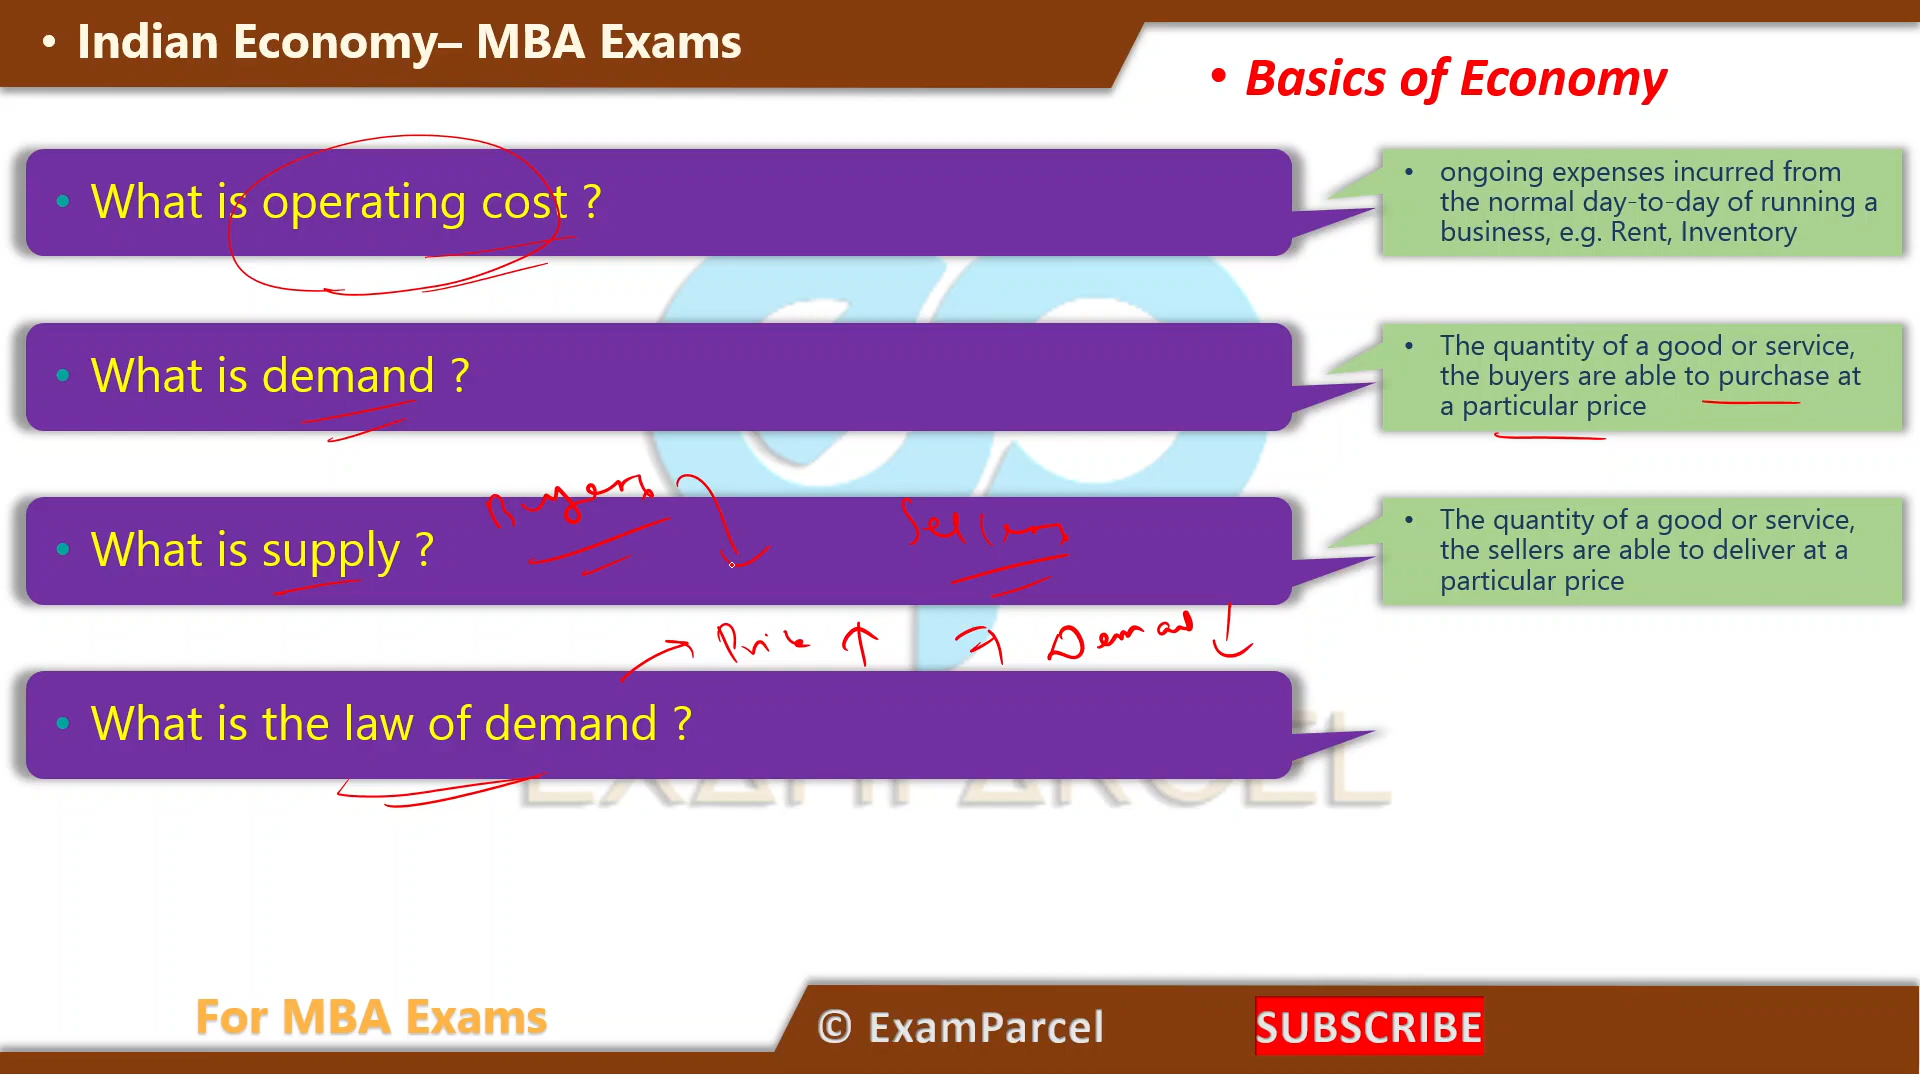 • Indian Economy– MBA Exams
• Basics of Economy
• What is operating cost ?
• ongoing expenses incurred from
the normal day-to-day of running a
business, e.g. Rent, Inventory
• What is demand ?
• The quantity of a good or service,
the buyers are able to purchase at
a particular price
Buyers
Sellers
• What is supply ?
• The quantity of a good or service,
the sellers are able to deliver at a
particular price
→ Price ↑ → Demand ↓
• What is the law of demand ?
EXAMPARCEL
For MBA Exams
© ExamParcel
SUBSCRIBE